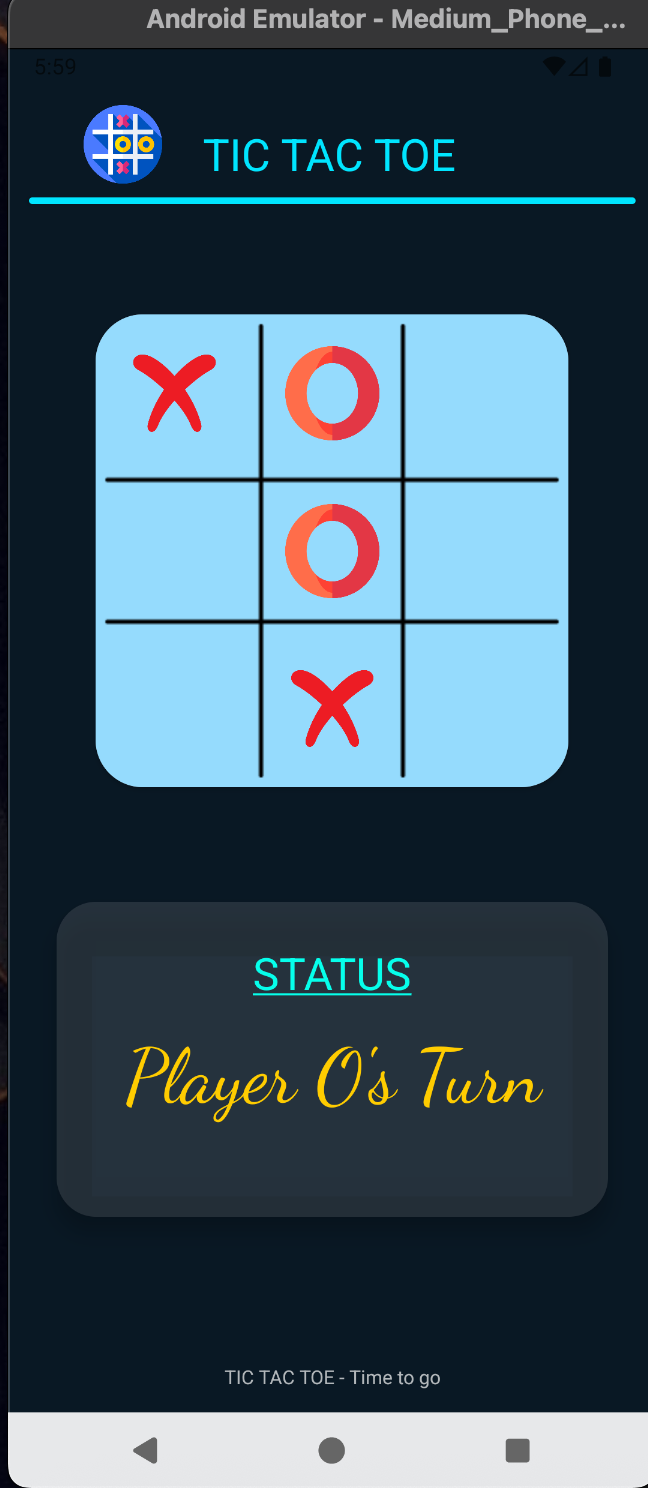 Android Emulator - Medium_Phone_...
5:59
TIC TAC TOE
STATUS
Player O's Turn
TIC TAC TOE - Time to go